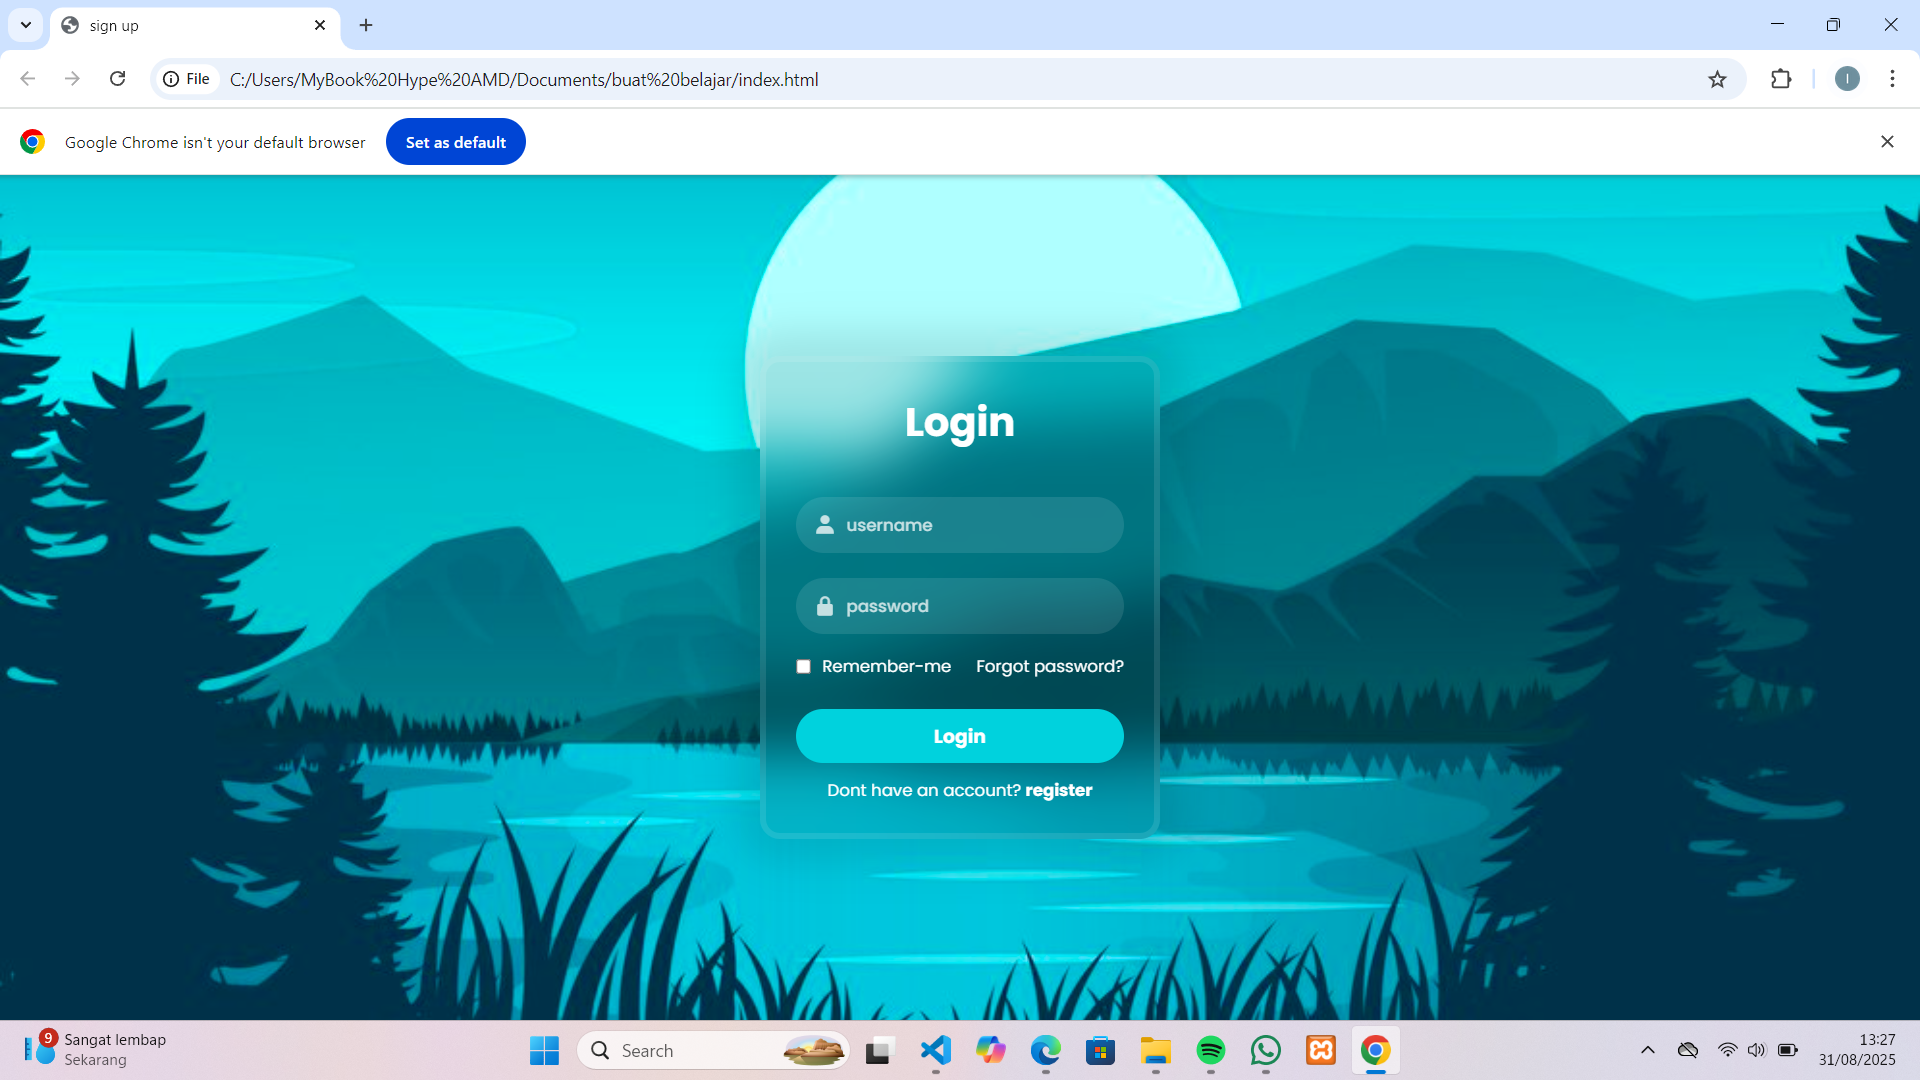 sign up
File
C:/Users/MyBook%20Hype%20AMD/Documents/buat%20belajar/index.html
I
Google Chrome isn't your default browser
Set as default
Login
username
password
Remember-me Forgot password?
Login
Dont have an account? register
9
Sangat lembap
Sekarang
Search
13:27
31/08/2025